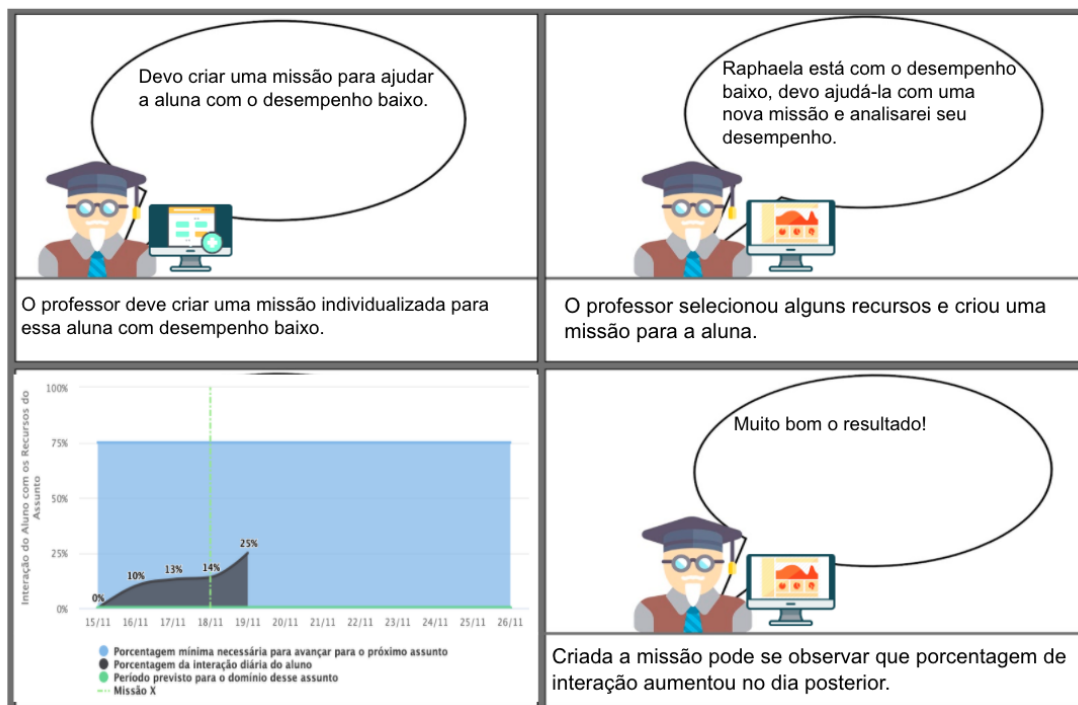 Devo criar uma missão para ajudar
a aluna com o desempenho baixo.
O professor deve criar uma missão individualizada para
essa aluna com desempenho baixo.
Raphaela está com o desempenho
baixo, devo ajudá-la com uma
nova missão e analisarei seu
desempenho.
O professor selecionou alguns recursos e criou uma
missão para a aluna.
Interação do Aluno com os Recursos do
Assunto
100%
75%
50%
25%
0%
0%
10%
13%
14%
25%
15/11 16/11 17/11 18/11 19/11 20/11 21/11 22/11 23/11 24/11 25/11 26/11
Porcentagem mínima necessária para avançar para o próximo assunto
Porcentagem da interação diária do aluno
Período previsto para o domínio desse assunto
Missão X
Muito bom o resultado!
Criada a missão pode se observar que porcentagem de
interação aumentou no dia posterior.